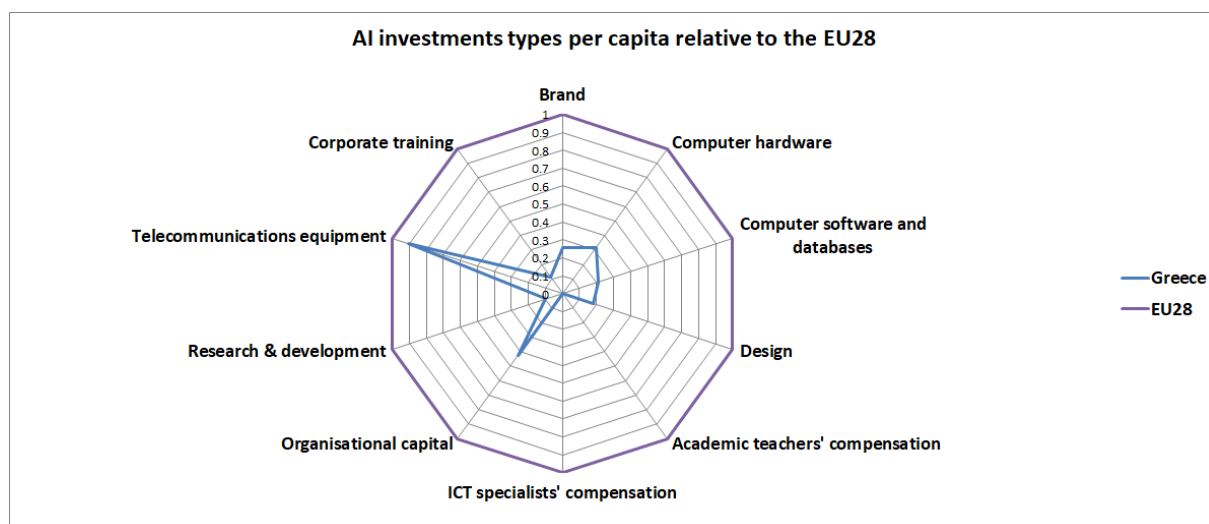 AI investments types per capita relative to the EU28
Brand
Corporate training
Computer hardware
1
0.9
0.8
0.7
0.6
0.5
0.4
0.3
0.2
0.1
0
Telecommunications equipment
Computer software and
databases
Greece
EU28
Research & development
Design
Organisational capital
Academic teachers' compensation
ICT specialists' compensation